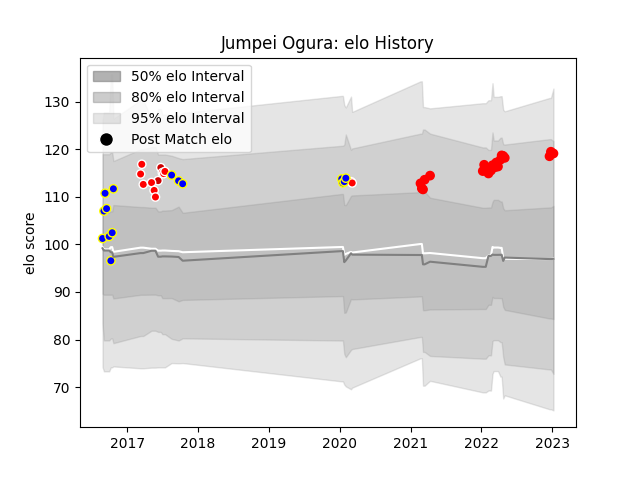 Jumpei Ogura: elo History
50% elo Interval
80% elo Interval
95% elo Interval
Post Match elo
elo score
130
120
110
100
90
80
70
2017 2018 2019 2020 2021 2022 2023